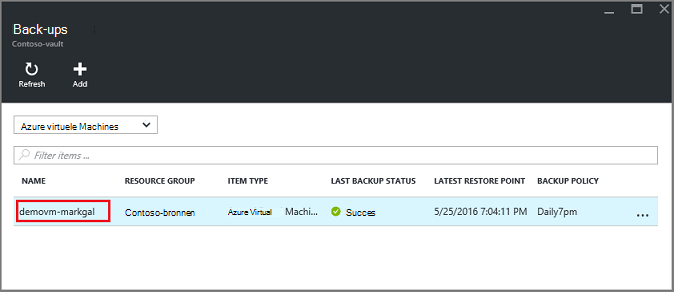 Back-ups
Contoso-vault
Refresh Add
Azure virtuele Machines
Filter items ...
NAME RESOURCE GROUP ITEM TYPE LAST BACKUP STATUS LATEST RESTORE POINT BACKUP POLICY
demovm-markgal Contoso-bronnen Azure Virtual Machi... Succes 5/25/2016 7:04:11 PM Daily7pm ...